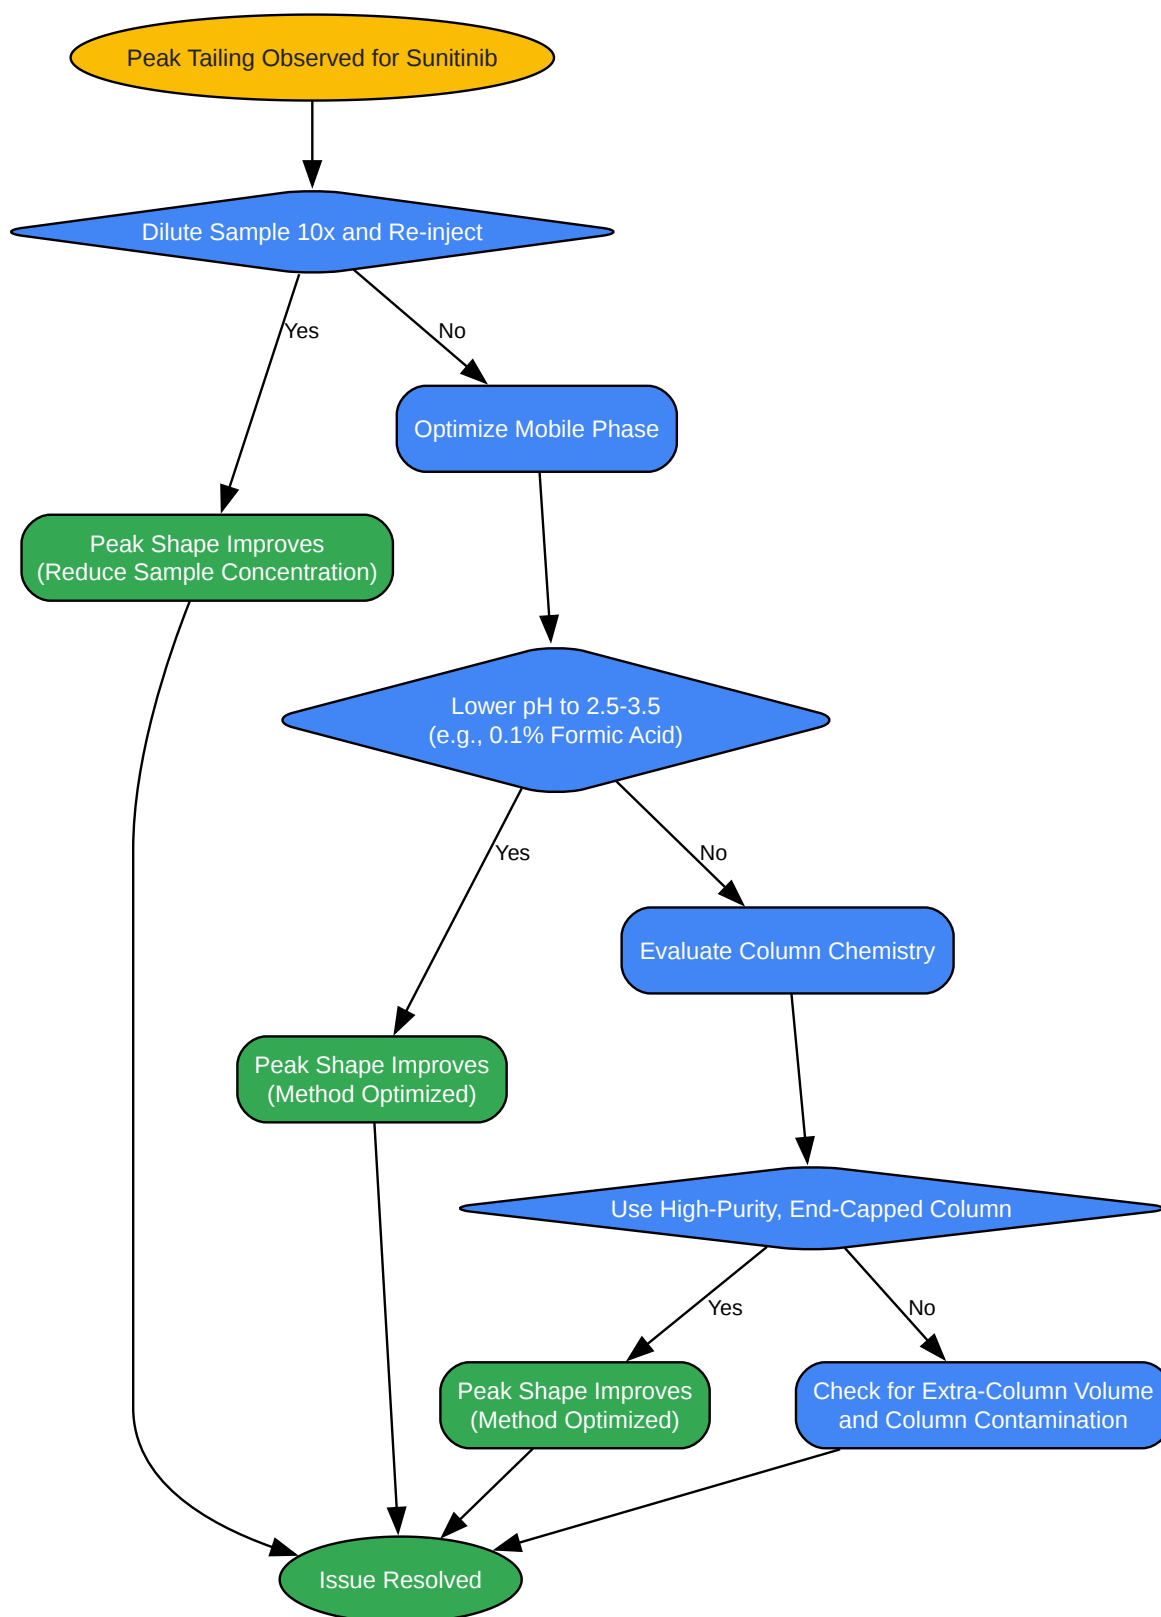 Peak Tailing Observed for Sunitinib
Dilute Sample 10x and Re-inject
Yes
No
Optimize Mobile Phase
Peak Shape Improves
(Reduce Sample Concentration)
Lower pH to 2.5-3.5
(e.g., 0.1% Formic Acid)
Yes
No
Evaluate Column Chemistry
Peak Shape Improves
(Method Optimized)
Use High-Purity, End-Capped Column
Yes
No
Peak Shape Improves
(Method Optimized)
Check for Extra-Column Volume
and Column Contamination
Issue Resolved